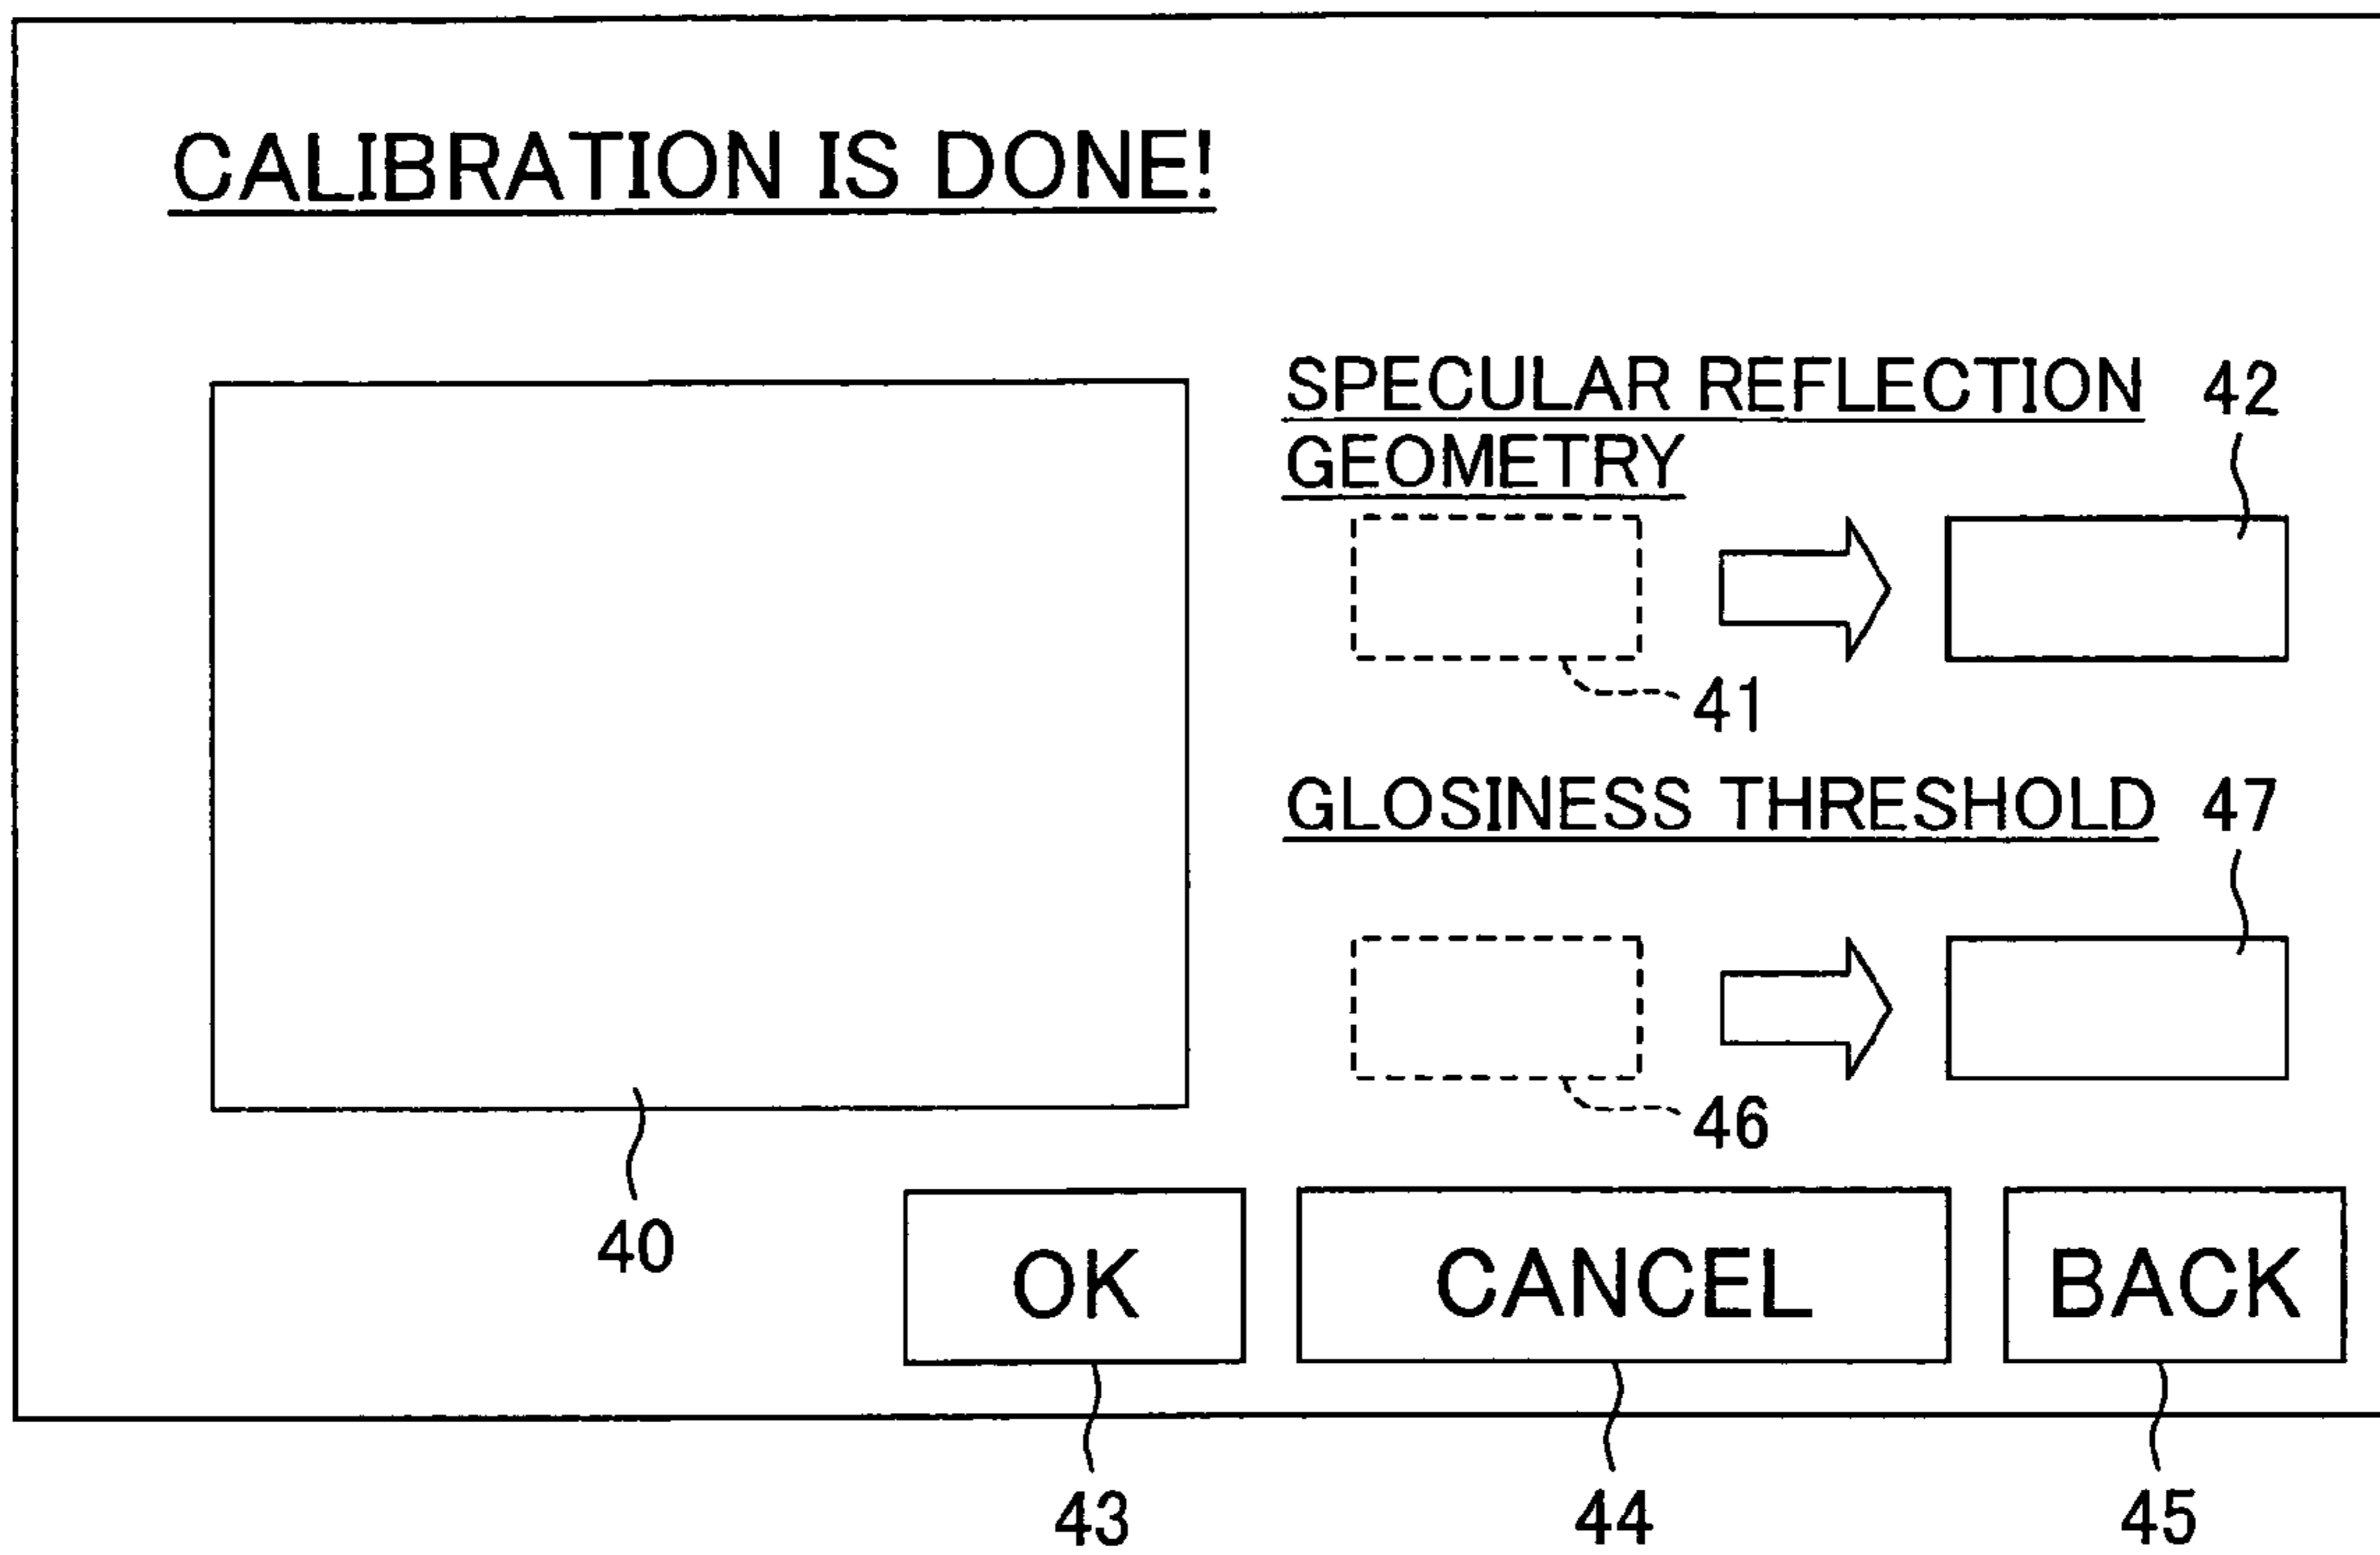 CALIBRATION IS DONE!
SPECULAR REFLECTION
GEOMETRY
42
41
GLOSINESS THRESHOLD
47
46
40
OK
CANCEL
BACK
43
44
45